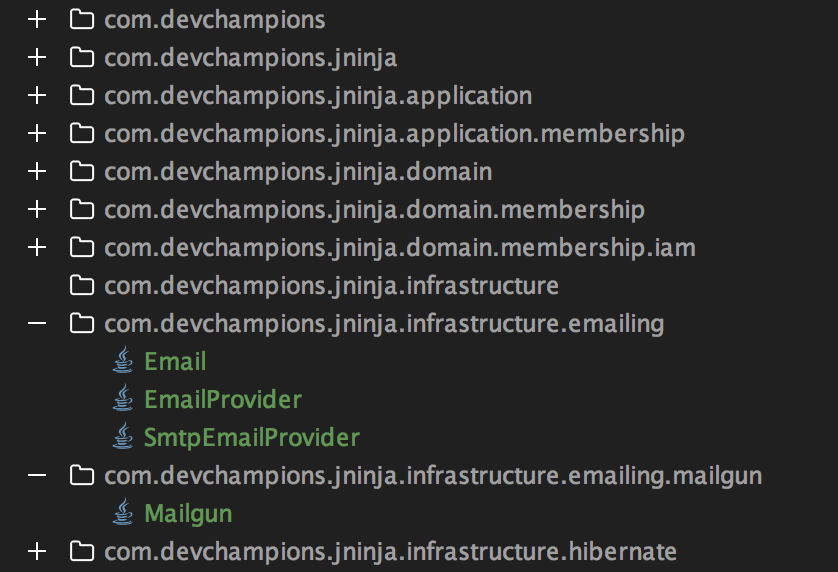 com.devchampions
com.devchampions.jninja
com.devchampions.jninja.application
com.devchampions.jninja.application.membership
com.devchampions.jninja.domain
com.devchampions.jninja.domain.membership
com.devchampions.jninja.domain.membership.iam
com.devchampions.jninja.infrastructure
com.devchampions.jninja.infrastructure.emailing
Email
EmailProvider
SmtpEmailProvider
com.devchampions.jninja.infrastructure.emailing.mailgun
Mailgun
com.devchampions.jninja.infrastructure.hibernate